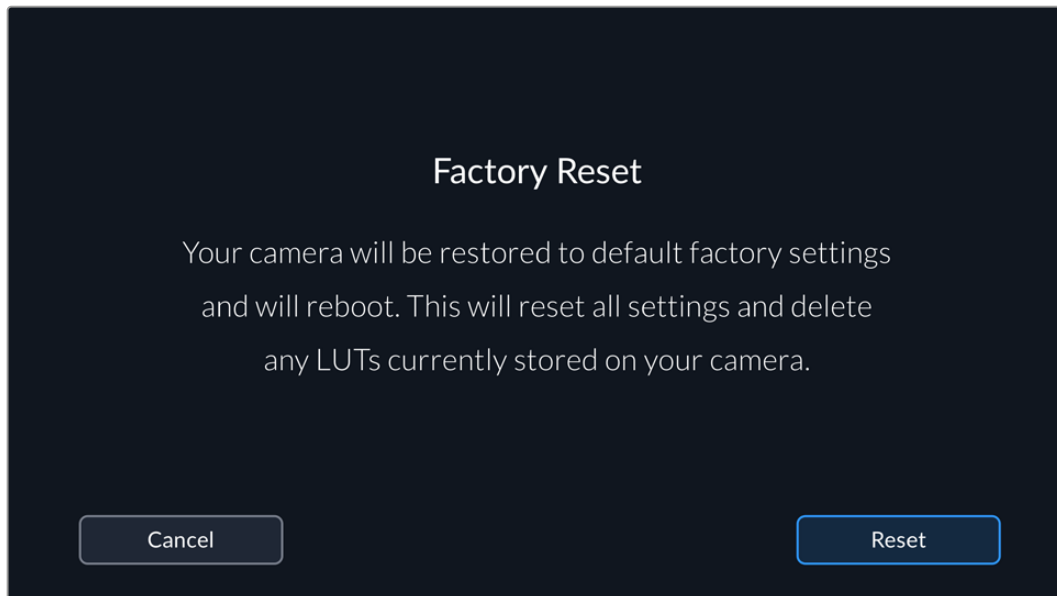 Factory Reset
Your camera will be restored to default factory settings
and will reboot. This will reset all settings and delete
any LUTs currently stored on your camera.
Cancel
Reset